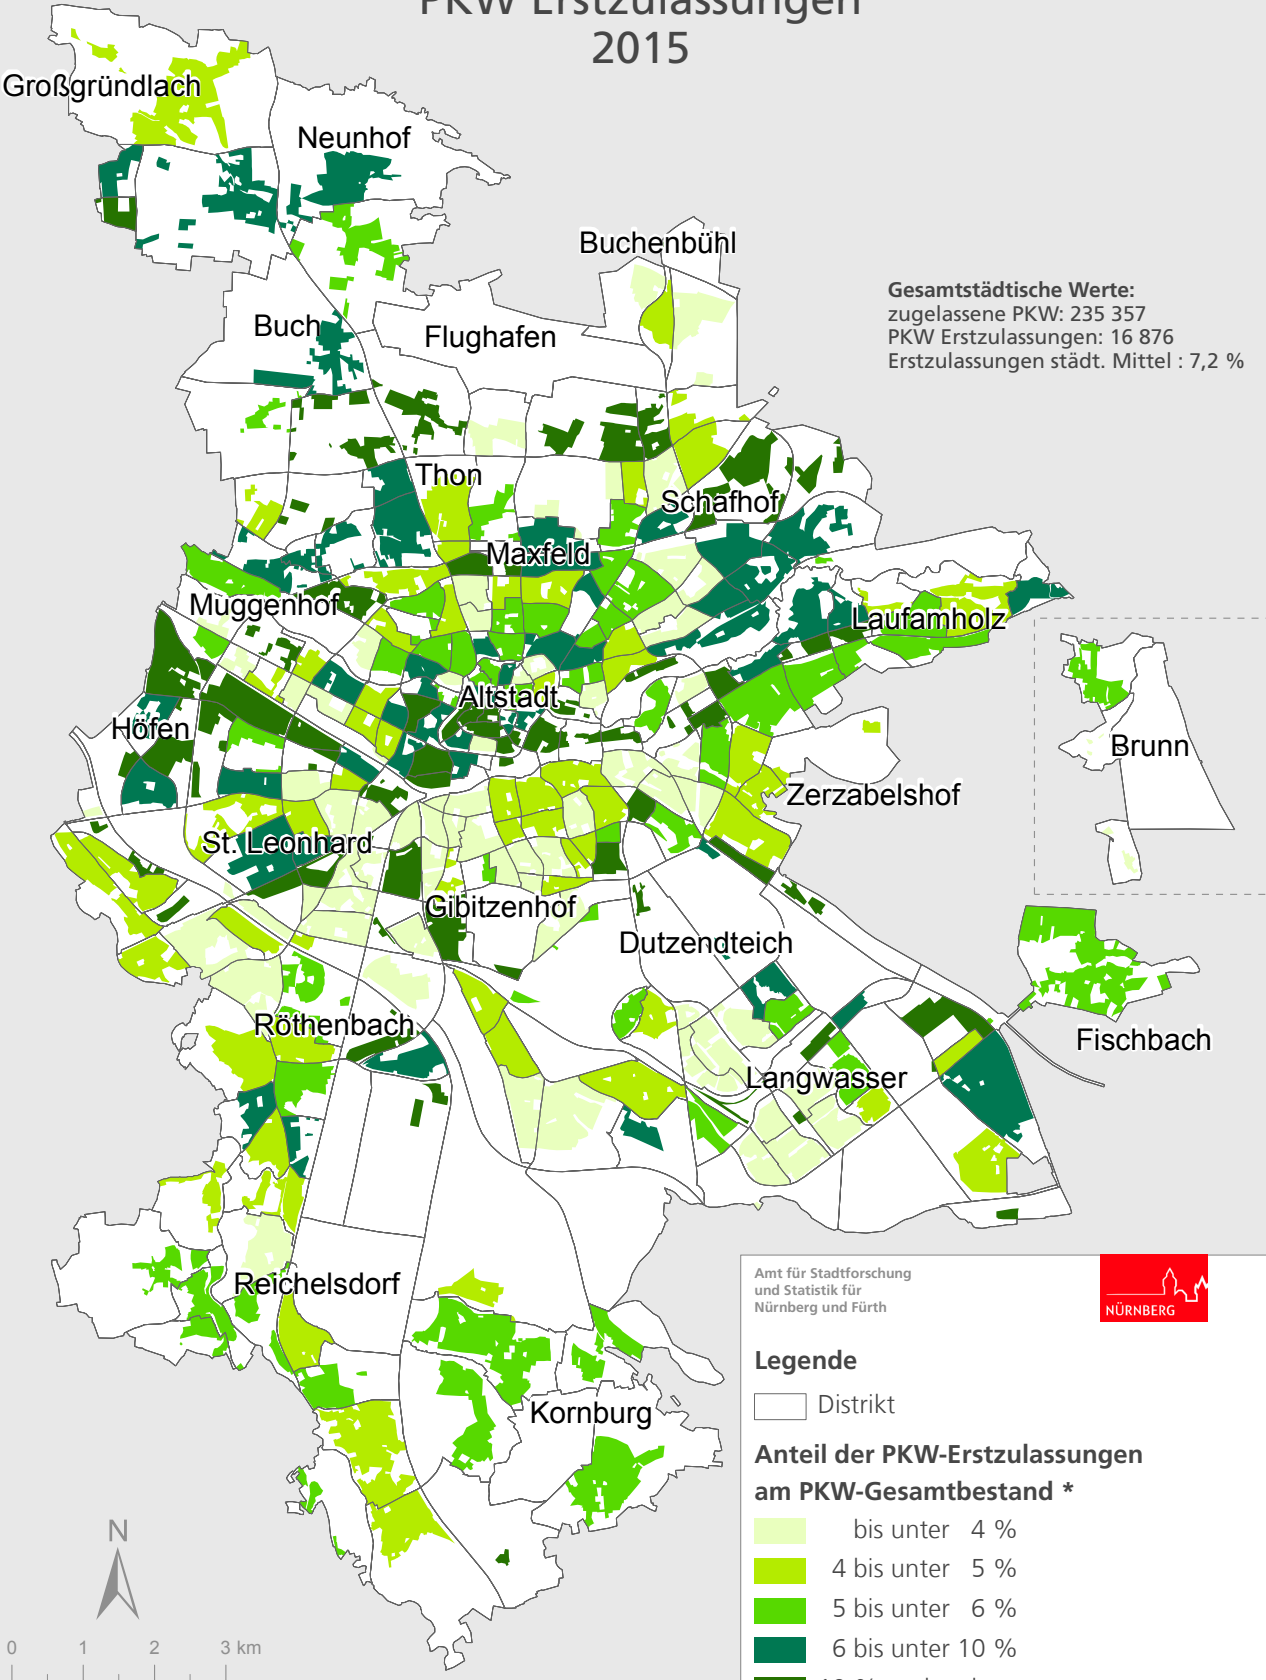 PKW Erstzulassungen
2015
Großgründlach
Neunhof
Buchenbühl
Gesamtstädtische Werte:
zugelassene PKW: 235 357
PKW Erstzulassungen: 16 876
Erstzulassungen städt. Mittel : 7,2 %
Buch
Flughafen
Thon
Schafhof
Maxfeld
Muggenhof
Laufamholz
Altstadt
Höfen
Brunn
Zerzabelshof
St. Leonhard
Gibitzenhof
Dutzendteich
Röthenbach
Fischbach
Langwasser
Reichelsdorf
Kornburg
Amt für Stadtforschung
und Statistik für
Nürnberg und Fürth
NÜRNBERG
Legende
Distrikt
Anteil der PKW-Erstzulassungen
am PKW-Gesamtbestand *
bis unter 4 %
4 bis unter 5 %
5 bis unter 6 %
6 bis unter 10 %
N
0 1 2 3 km